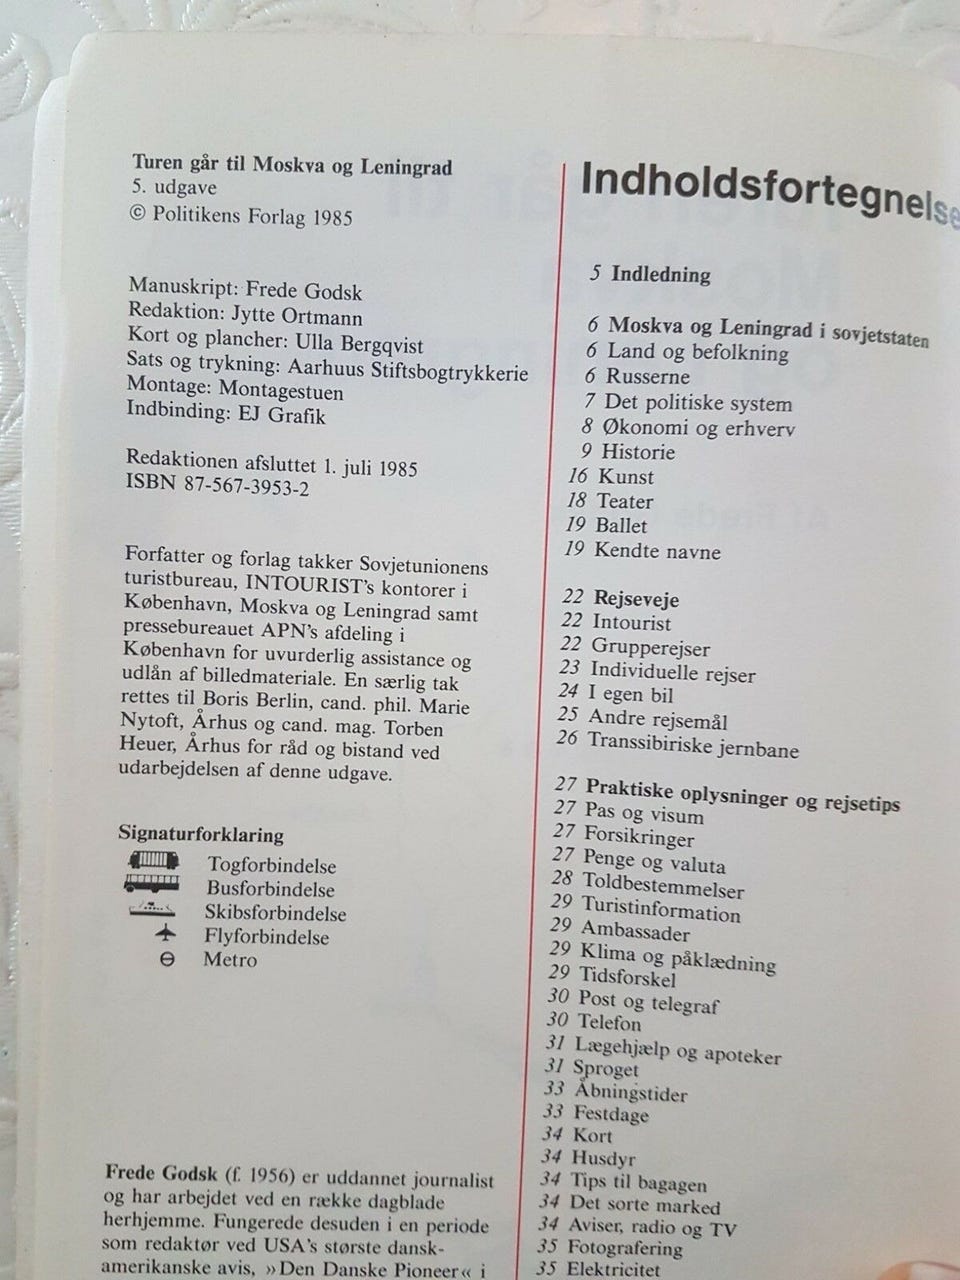 Turen går til Moskva og Leningrad
5. udgave
© Politikens Forlag 1985
Manuskript: Frede Godsk
Redaktion: Jytte Ortmann
Kort og plancher: Ulla Bergqvist
Sats og trykning: Aarhuus Stiftsbogtrykkerie
Montage: Montagestuen
Indbinding: EJ Grafik
Redaktionen afsluttet 1. juli 1985
ISBN 87-567-3953-2
Forfatter og forlag takker Sovjetunionens
turistbureau, INTOURIST's kontorer i
København, Moskva og Leningrad samt
pressebureauet APN's afdeling i
København for uvurderlig assistance og
udlån af billedmateriale. En særlig tak
rettes til Boris Berlin, cand. phil. Marie
Nytoft, Århus og cand. mag. Torben
Heuer, Århus for råd og bistand ved
udarbejdelsen af denne udgave.
Signaturforklaring
Togforbindelse
Busforbindelse
Skibsforbindelse
Flyforbindelse
Metro
Frede Godsk (f. 1956) er uddannet journalist
og har arbejdet ved en række dagblade
herhjemme. Fungerede desuden i en periode
som redaktør ved USA's største dansk-
amerikanske avis, »Den Danske Pioneer« i
Indholdsfortegnelse
5 Indledning
6 Moskva og Leningrad i sovjetstaten
6 Land og befolkning
6 Russerne
7 Det politiske system
8 Økonomi og erhverv
9 Historie
16 Kunst
18 Teater
19 Ballet
19 Kendte navne
22 Rejseveje
22 Intourist
22 Grupperejser
23 Individuelle rejser
24 I egen bil
25 Andre rejsemål
26 Transsibiriske jernbane
27 Praktiske oplysninger og rejsetips
27 Pas og visum
27 Forsikringer
27 Penge og valuta
28 Toldbestemmelser
29 Turistinformation
29 Ambassader
29 Klima og påklædning
29 Tidsforskel
30 Post og telegraf
30 Telefon
31 Lægehjælp og apoteker
31 Sproget
33 Åbningstider
33 Festdage
34 Kort
34 Husdyr
34 Tips til bagagen
34 Det sorte marked
34 Aviser, radio og TV
35 Fotografering
35 Elektricitet